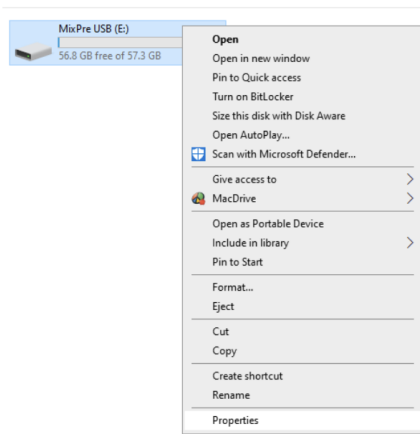 MixPre USB (E:)
56.8 GB free of 57.3 GB
Open
Open in new window
Pin to Quick access
Turn on BitLocker
Size this disk with Disk Aware
Open AutoPlay...
Scan with Microsoft Defender...
Give access to
MacDrive
Open as Portable Device
Include in library
Pin to Start
Format...
Eject
Cut
Copy
Create shortcut
Rename
Properties